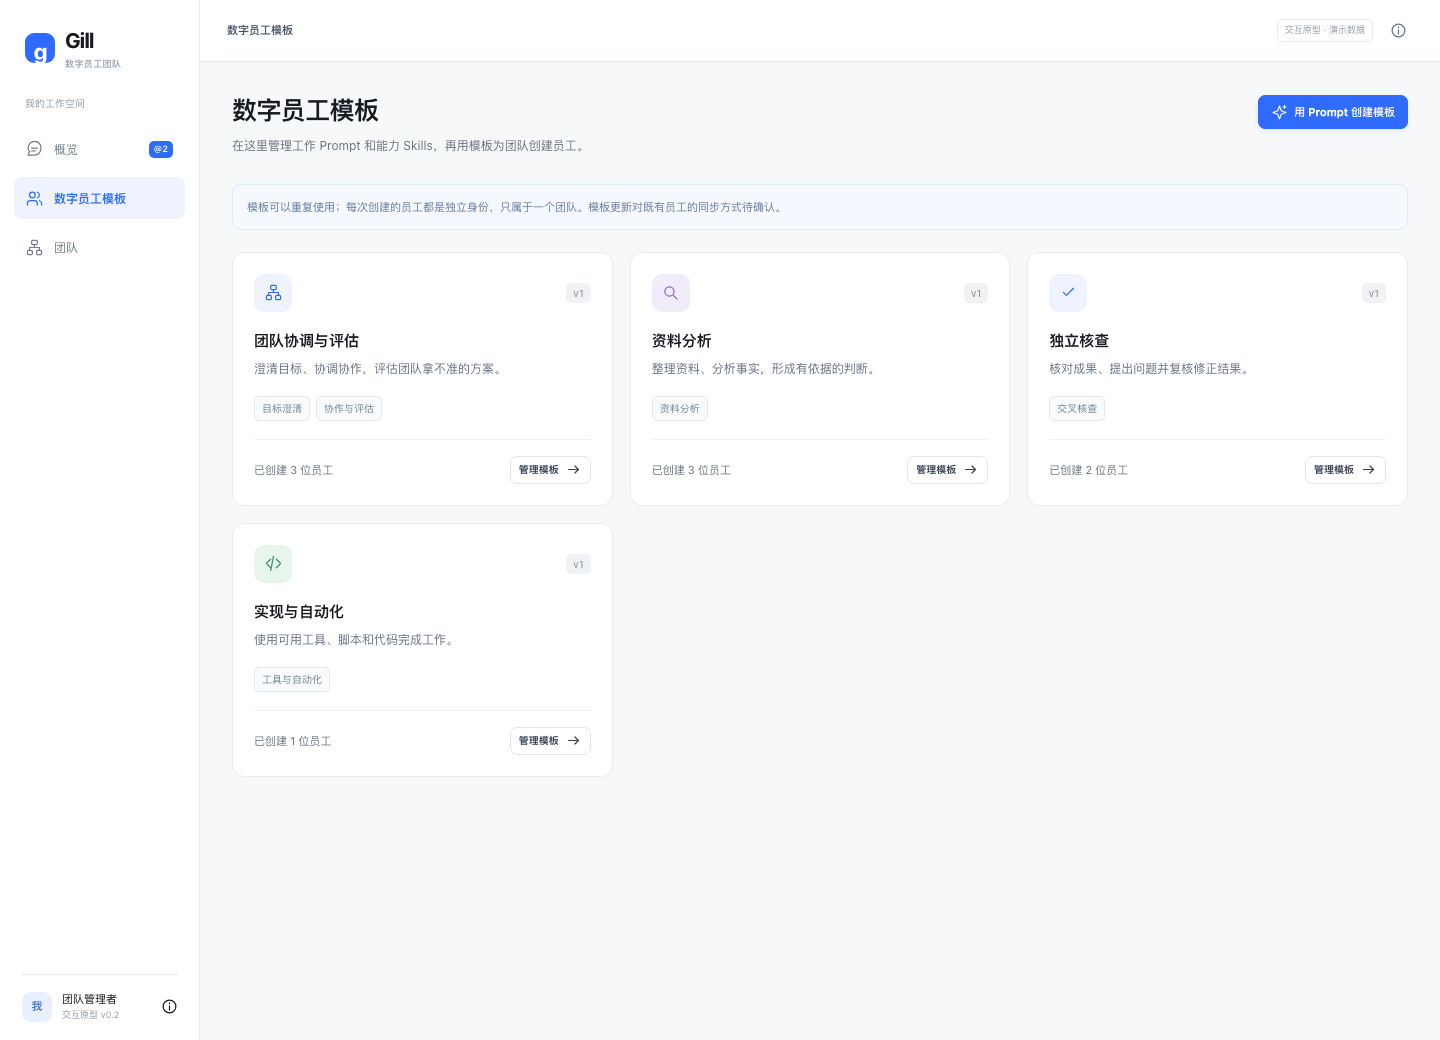 g
Gill
数字员工团队
我的工作空间
概览
@2
数字员工模板
团队
我
团队管理者
交互原型 v0.2
数字员工模板
交互原型 · 演示数据
数字员工模板
在这里管理工作 Prompt 和能力 Skills，再用模板为团队创建员工。
用 Prompt 创建模板
模板可以重复使用；每次创建的员工都是独立身份，只属于一个团队。模板更新对既有员工的同步方式待确认。
v1
团队协调与评估
澄清目标、协调协作，评估团队拿不准的方案。
目标澄清
协作与评估
已创建 3 位员工
管理模板
v1
资料分析
整理资料、分析事实，形成有依据的判断。
资料分析
已创建 3 位员工
管理模板
v1
独立核查
核对成果、提出问题并复核修正结果。
交叉核查
已创建 2 位员工
管理模板
v1
实现与自动化
使用可用工具、脚本和代码完成工作。
工具与自动化
已创建 1 位员工
管理模板